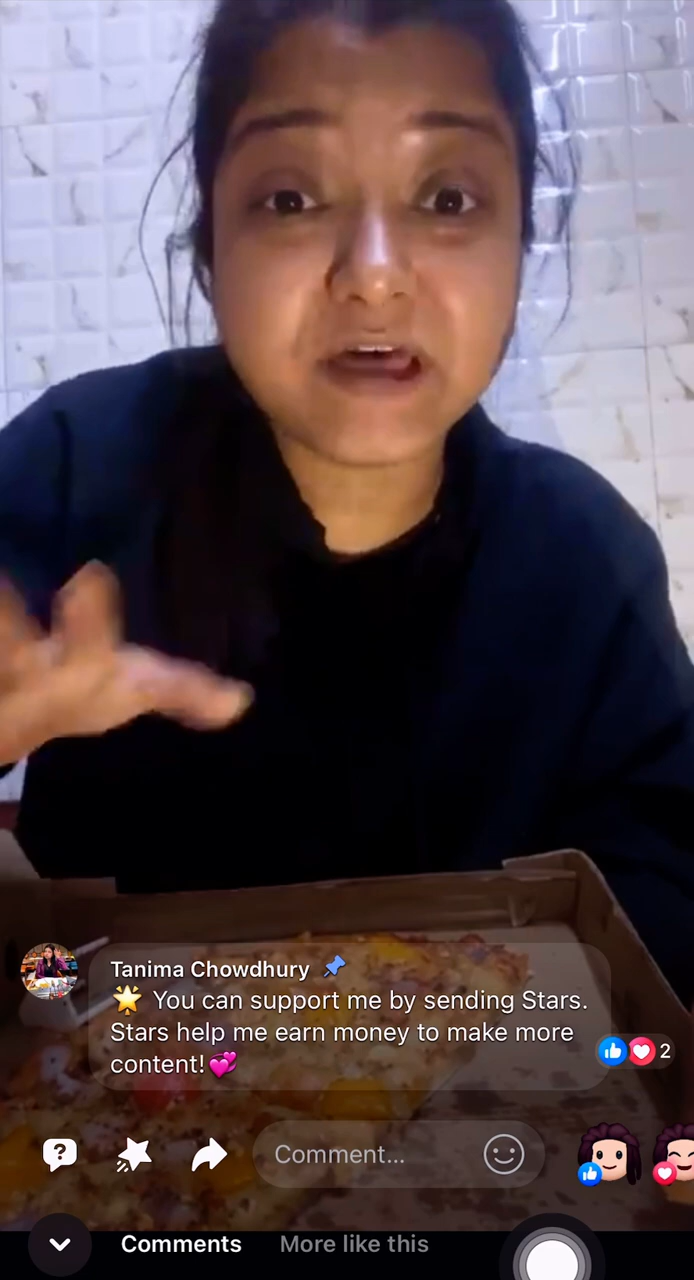 Tanima Chowdhury 📌
🌟 You can support me by sending Stars.
Stars help me earn money to make more
content!💞
2
Comment...
Comments More like this